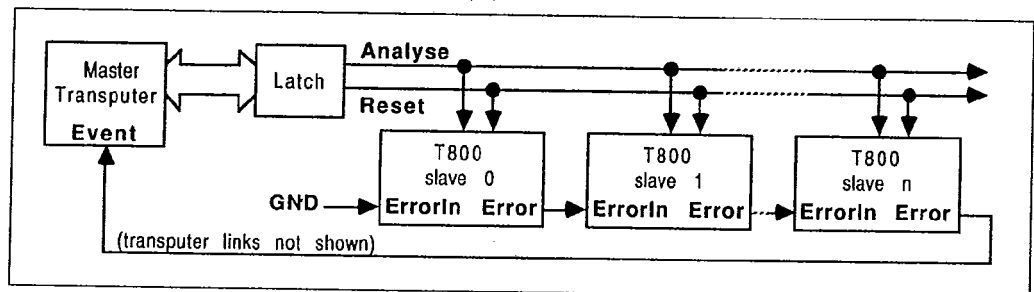 Master
Transputer
Event
Latch
Analyse
Reset
T800
slave 0
ErrorIn Error
T800
slave 1
ErrorIn Error
T800
slave n
ErrorIn Error
GND
(transputer links not shown)